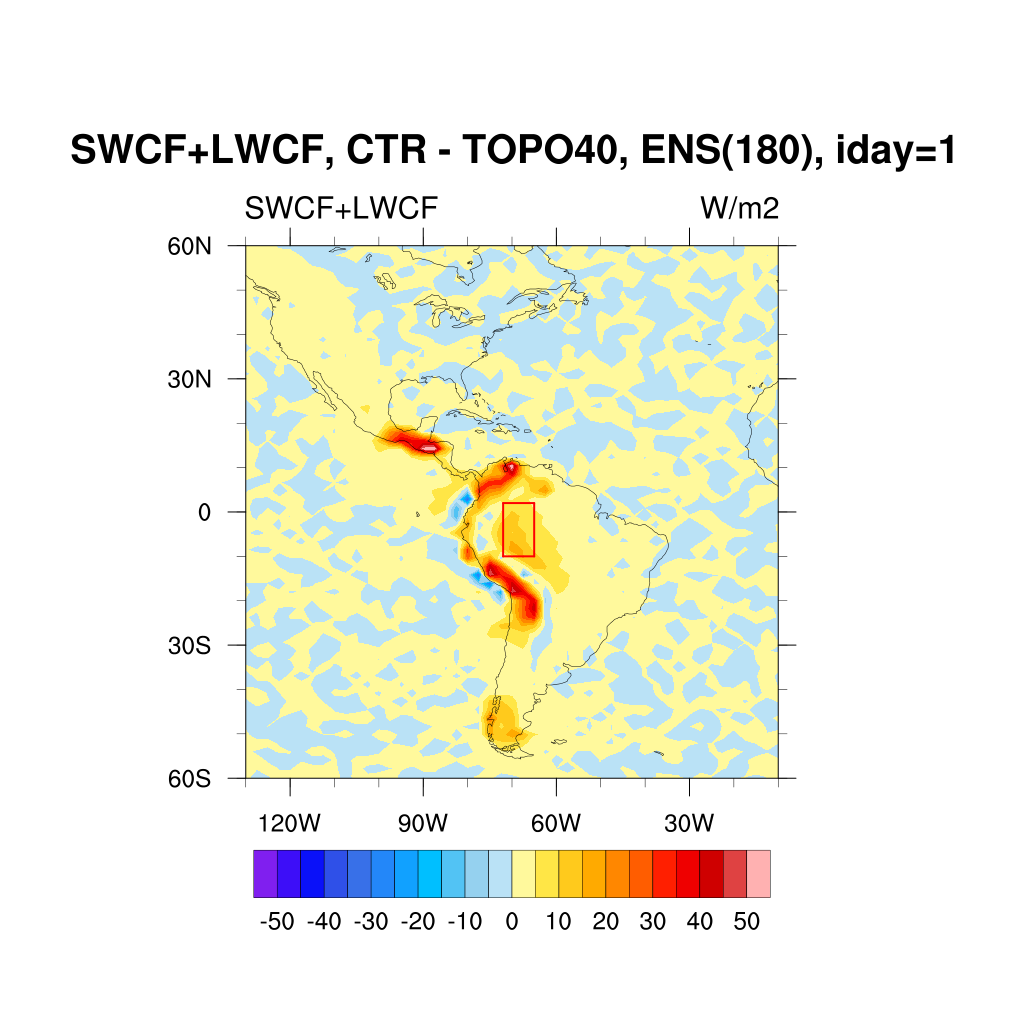 SWCF+LWCF, CTR - TOPO40, ENS(180), iday=1
SWCF+LWCF W/m2
60N
30N
0
30S
60S
120W 90W 60W 30W
-50 -40 -30 -20 -10 0 10 20 30 40 50